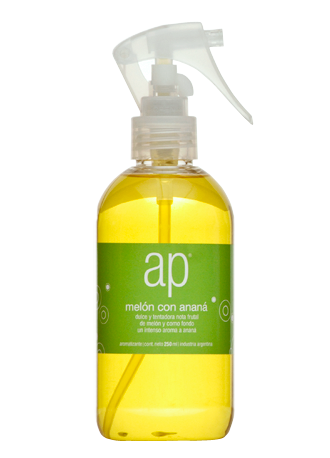 ap®
melón con ananá
dulce y tentadora nota frutal
de melón y como fondo
un intenso aroma a ananá
aromatizante cont. neto 250 ml industria argentina